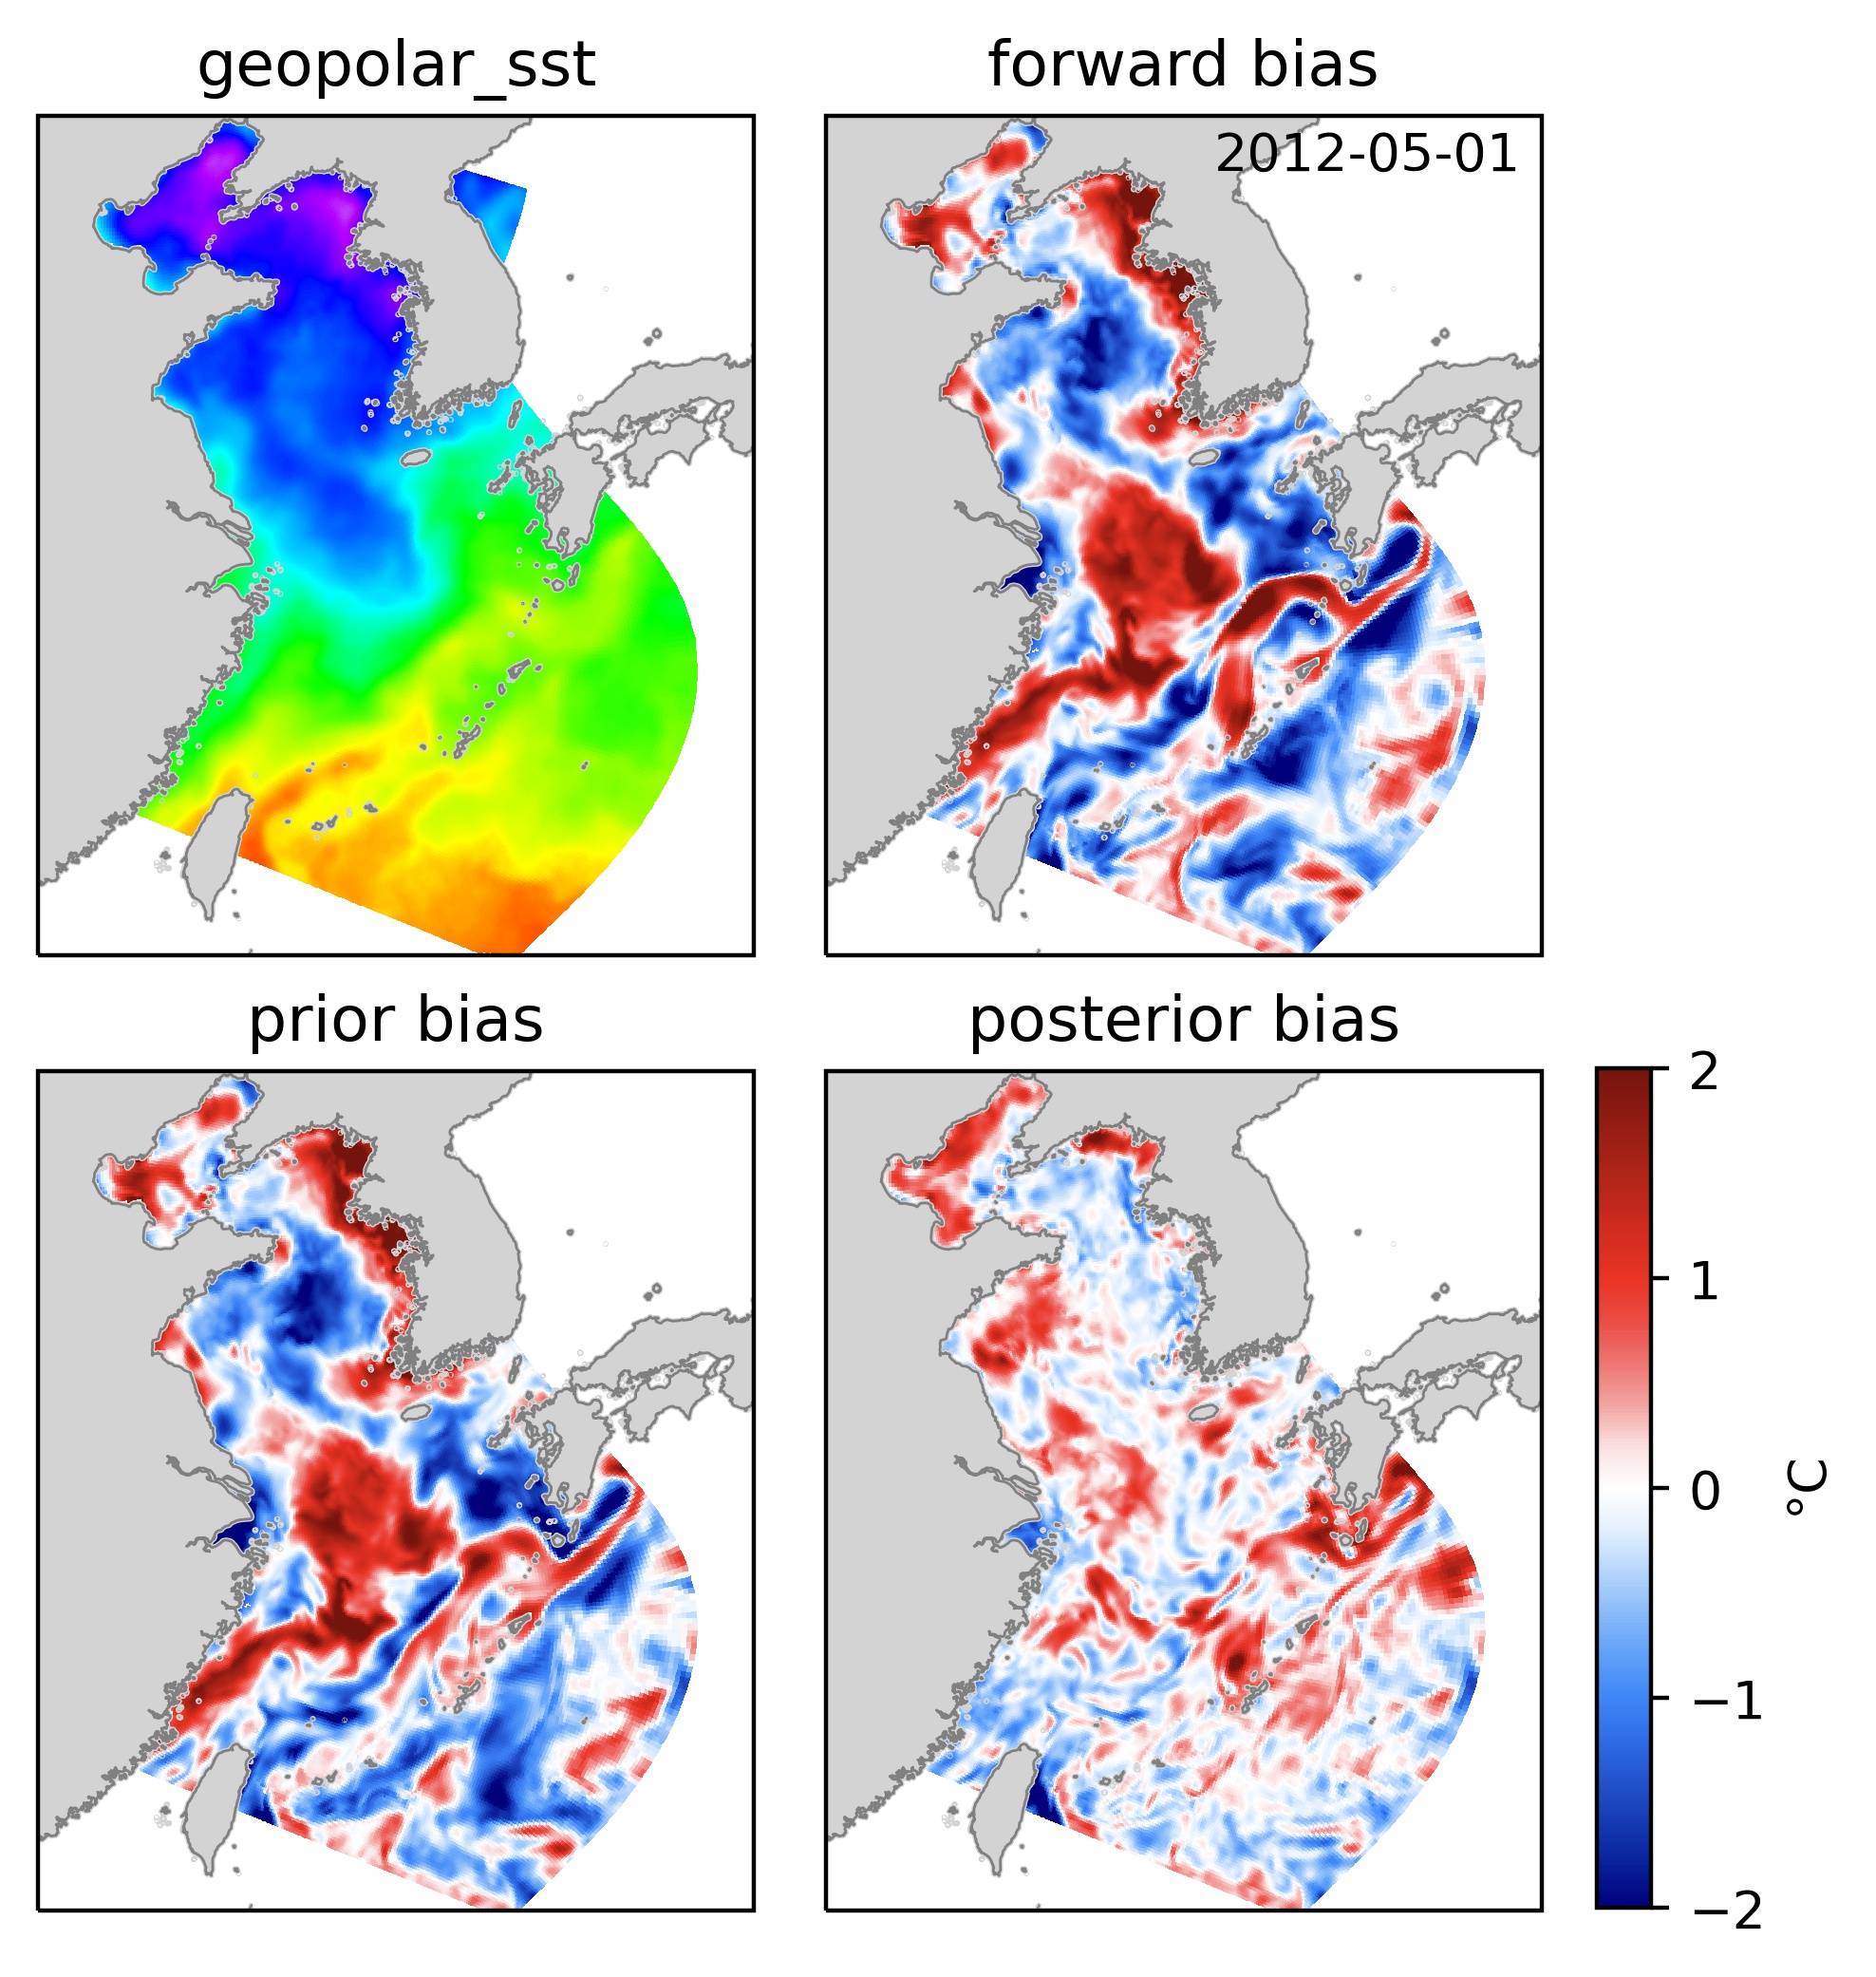 geopolar_sst
forward bias
2012-05-01
prior bias
posterior bias
2
1
0
−1
−2
°C